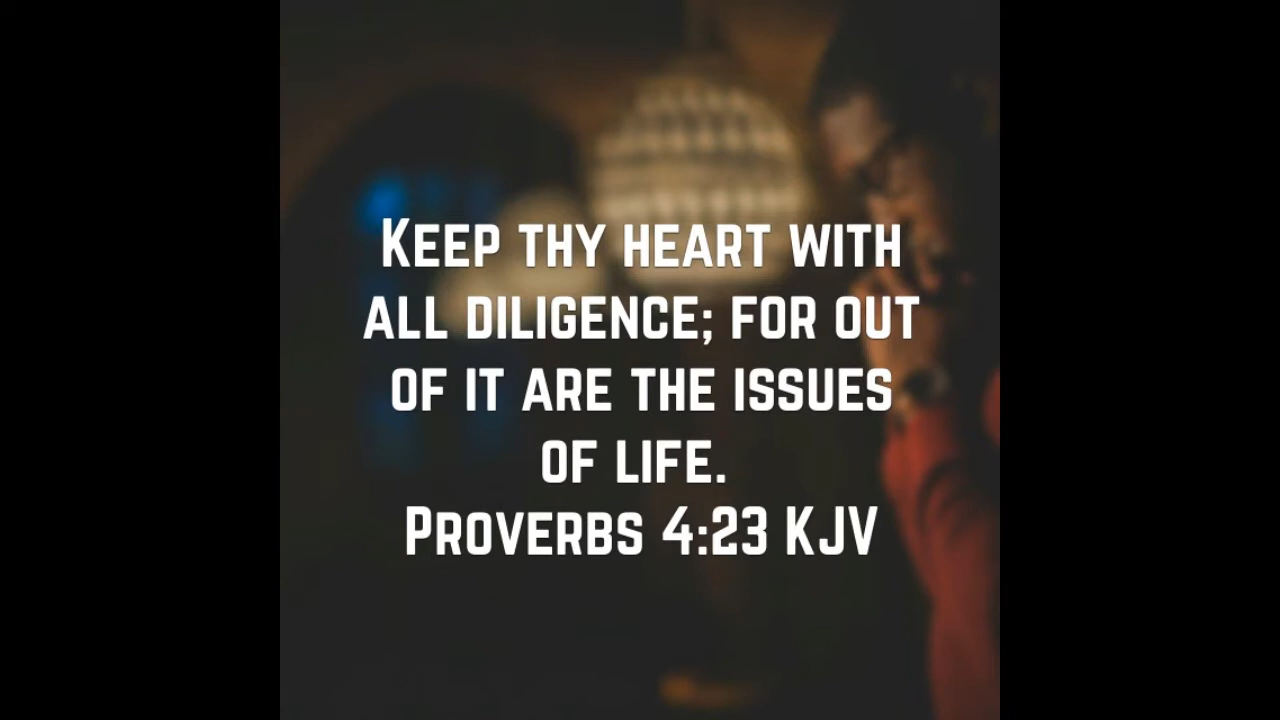 Keep thy heart with
all diligence; for out
of it are the issues
of life.
Proverbs 4:23 KJV